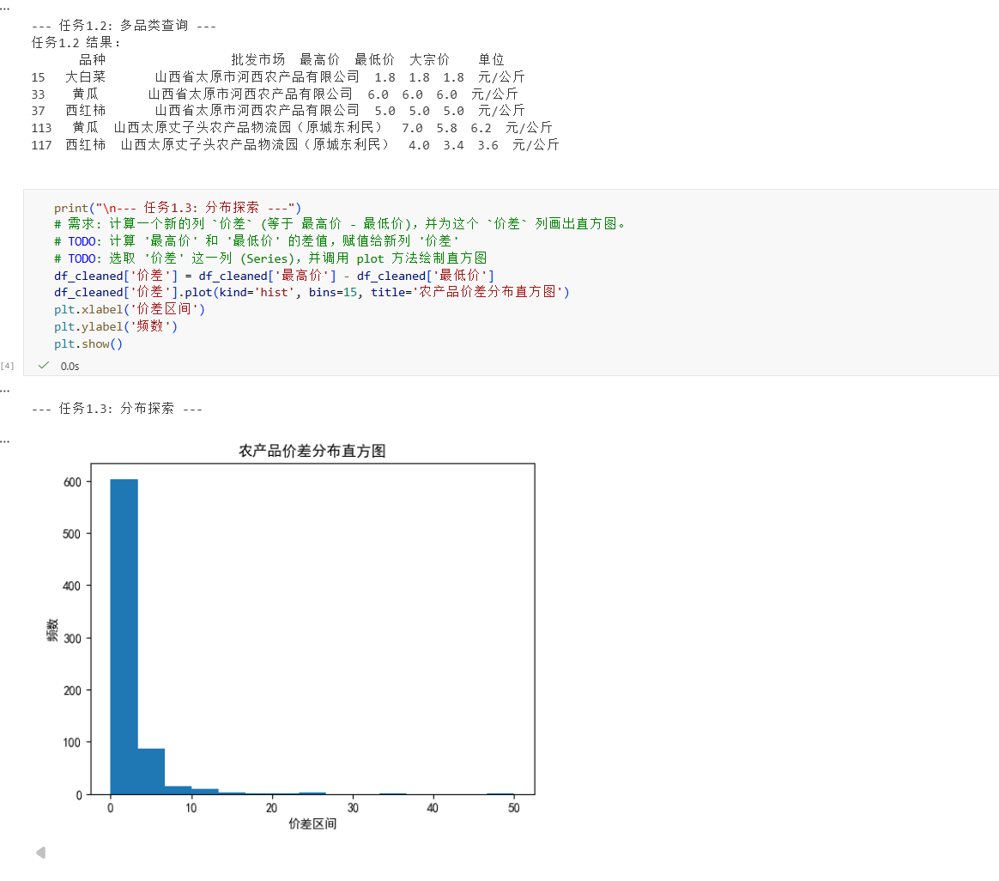 ...
--- 任务1.2: 多品类查询 ---
任务1.2 结果:
品种 批发市场 最高价 最低价 大宗价 单位
15 大白菜 山西省太原市河西农产品有限公司 1.8 1.8 1.8 元/公斤
33 黄瓜 山西省太原市河西农产品有限公司 6.0 6.0 6.0 元/公斤
37 西红柿 山西省太原市河西农产品有限公司 5.0 5.0 5.0 元/公斤
113 黄瓜 山西太原丈子头农产品物流园（原城东利民） 7.0 5.8 6.2 元/公斤
117 西红柿 山西太原丈子头农产品物流园（原城东利民） 4.0 3.4 3.6 元/公斤
print("\n--- 任务1.3: 分布探索 ---")
# 需求: 计算一个新的列 `价差` (等于 最高价 - 最低价)，并为这个 `价差` 列画出直方图。
# TODO: 计算 '最高价' 和 '最低价' 的差值，赋值给新列 '价差'
# TODO: 选取 '价差' 这一列 (Series)，并调用 plot 方法绘制直方图
df_cleaned['价差'] = df_cleaned['最高价'] - df_cleaned['最低价']
df_cleaned['价差'].plot(kind='hist', bins=15, title='农产品价差分布直方图')
plt.xlabel('价差区间')
plt.ylabel('频数')
plt.show()
[4] 0.0s
...
--- 任务1.3: 分布探索 ---
...
农产品价差分布直方图
600
500
400
300
200
100
0
频数
0 10 20 30 40 50
价差区间